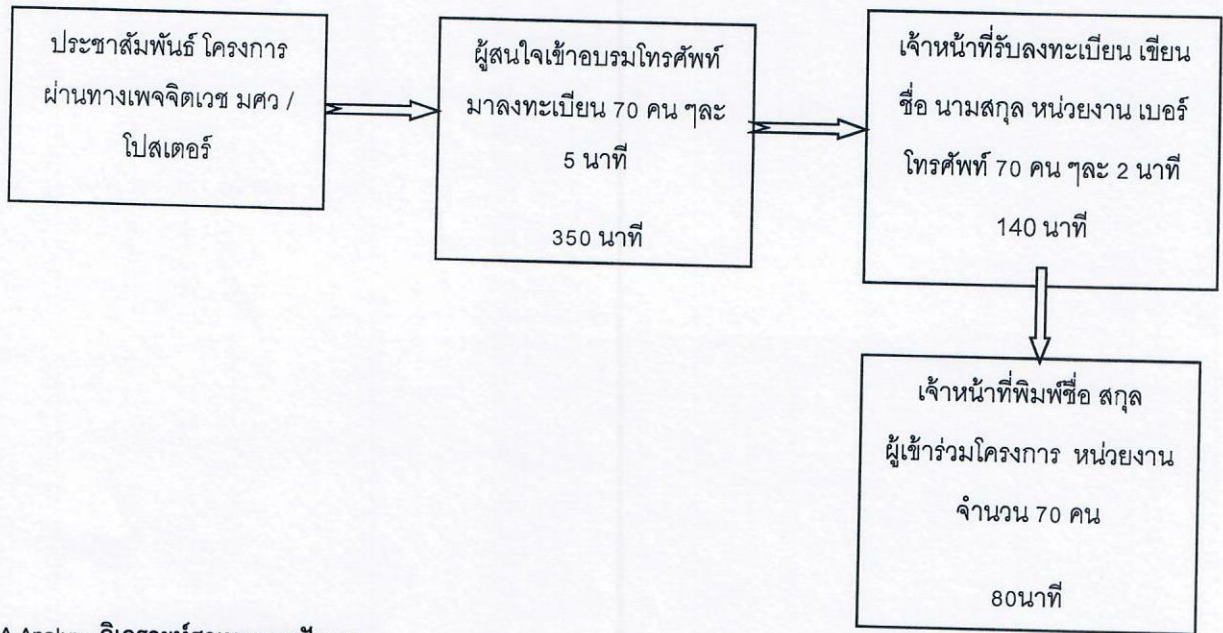 ประชาสัมพันธ์ โครงการ
ผ่านทางเพจจิตเวช มศว /
โปสเตอร์
ผู้สนใจเข้าอบรมโทรศัพท์
มาลงทะเบียน 70 คน ๆละ
5 นาที
350 นาที
เจ้าหน้าที่รับลงทะเบียน เขียน
ชื่อ นามสกุล หน่วยงาน เบอร์
โทรศัพท์ 70 คน ๆละ 2 นาที
140 นาที
เจ้าหน้าที่พิมพ์ชื่อ สกุล
ผู้เข้าร่วมโครงการ หน่วยงาน
จำนวน 70 คน
80นาที